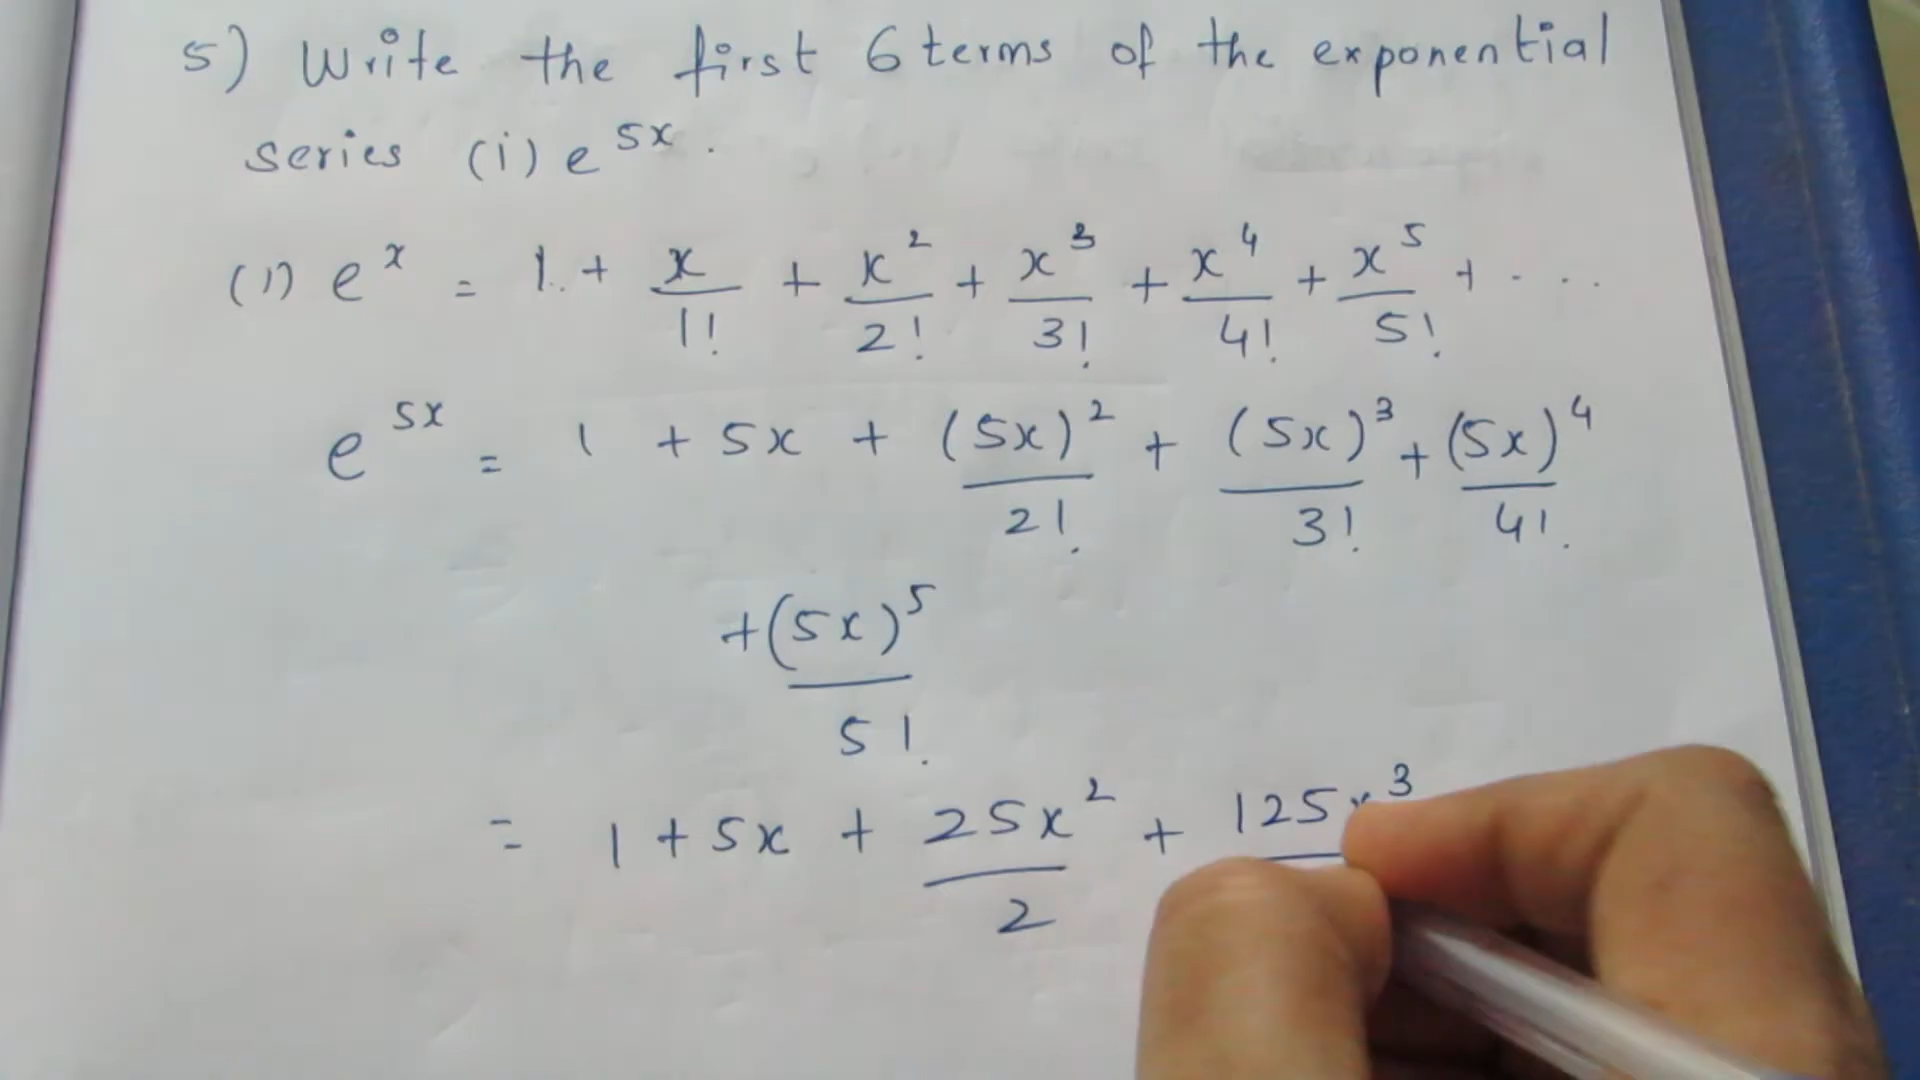 5) Write the first 6 terms of the exponential
series (i) e^5x.
(i) e^x = 1 + x/1! + x^2/2! + x^3/3! + x^4/4! + x^5/5! + ....
e^5x = 1 + 5x + (5x)^2/2! + (5x)^3/3! + (5x)^4/4!
+ (5x)^5/5!
= 1 + 5x + 25x^2/2 + 125x^3